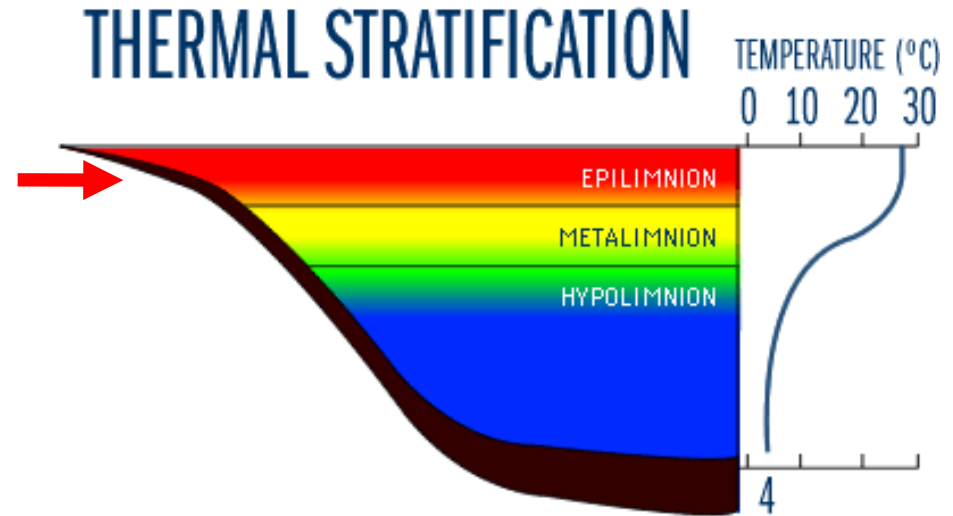 THERMAL STRATIFICATION
TEMPERATURE (°C)
0 10 20 30
EPILIMNION
METALIMNION
HYPOLIMNION
4